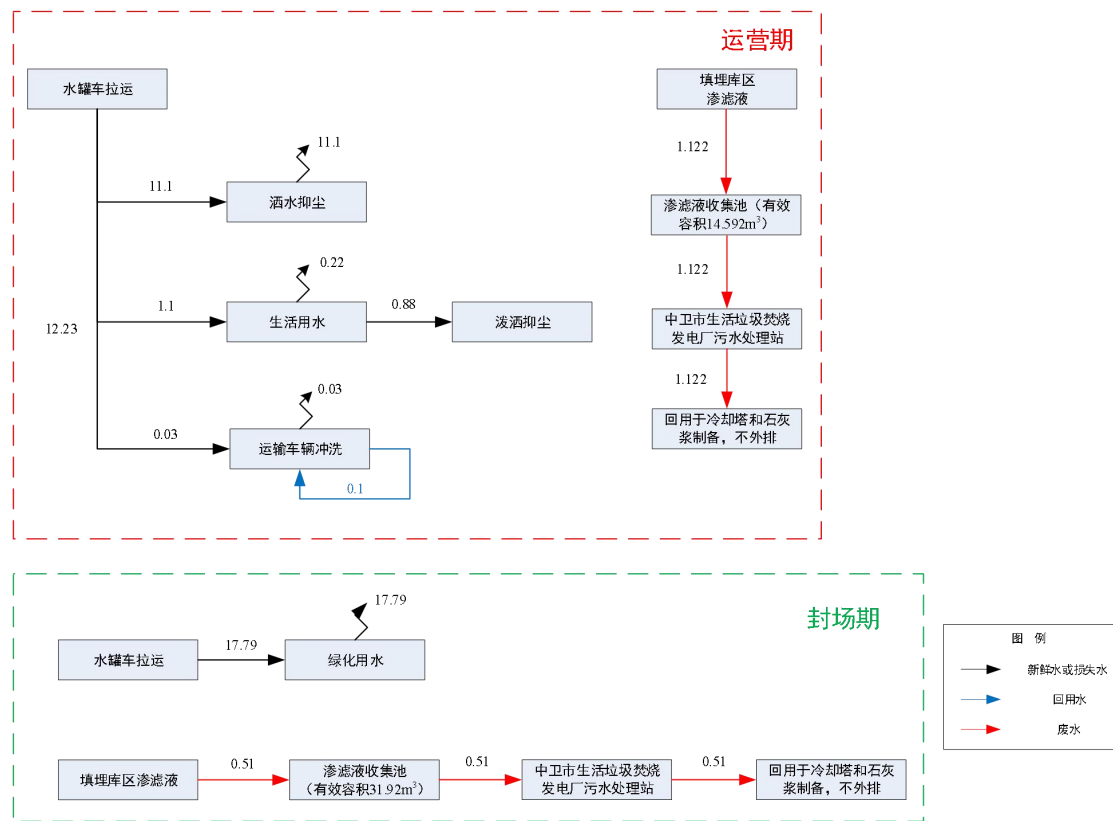 运营期
水罐车拉运
填埋库区
渗滤液
11.1
1.122
11.1
洒水抑尘
渗滤液收集池（有效
容积14.592m³）
0.22
1.122
1.1
生活用水
0.88
泼洒抑尘
12.23
中卫市生活垃圾焚烧
发电厂污水处理站
0.03
1.122
0.03
运输车辆冲洗
回用于冷却塔和石灰
浆制备，不外排
0.1
封场期
17.79
水罐车拉运
17.79
绿化用水
填埋库区渗滤液
0.51
渗滤液收集池
（有效容积31.92m³）
0.51
中卫市生活垃圾焚烧
发电厂污水处理站
0.51
回用于冷却塔和石灰
浆制备，不外排
图 例
新鲜水或损失水
回用水
废水